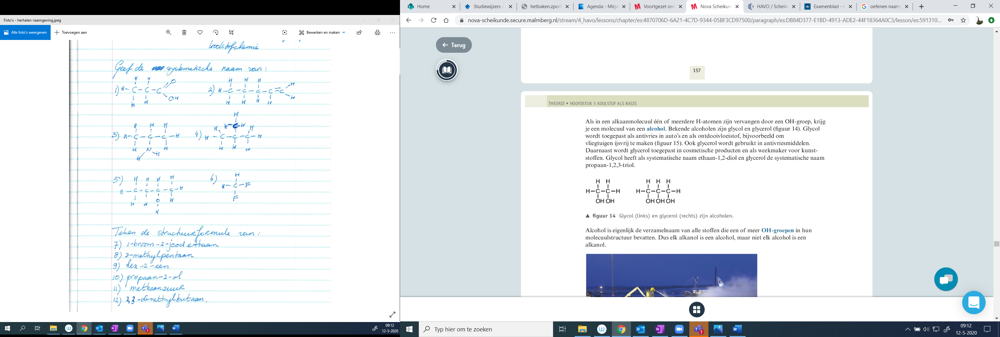 Foto's - herhalen naamgeving.jpeg
Alle foto's weergeven
Toevoegen aan
Bewerken en maken
koolstofchemie
Geef de systematische naam van:
1) H-C-C-C
H H O
OH
H H
2) H-C-C-C-C=C
H H H H
H H H H H
3) H-C-C-C-H
H H H
H N H
H H
4) H-C-C-C-H
H
H H-C-H H
H H H
5) H H H H
H-C-C-C-C-H
H H O H
H
6) H
H-C-F
F
Teken de structuurformule van:
7) 1-broom-2-joodethaan
8) 3-methylpentaan
9) hex-2-een
10) propaan-2-ol
11) methaanzuur
12) 2,3-dimethylbutaan.
09:12
12-5-2020
Home
Studiewijzers -
hetbaken.zport
Agenda - Mirja
Voortgezet ond
Nova Scheikun
HAVO / Scheik
Examenblad -
oefenen naamg
nova-scheikunde.secure.malmberg.nl/stream/4_havo/lessons/chapter/es:4870706D-6A21-4C7D-9344-05BF3CD97500/paragraph/es:DB84D377-E1BD-4913-ADE2-44F18364A0C3/lesson/es:591310...
Terug
157
THEORIE • HOOFDSTUK 5 KOOLSTOF ALS BASIS
Als in een alkaanmolecuul één of meerdere H-atomen zijn vervangen door een OH-groep, krijg
je een molecuul van een alcohol. Bekende alcoholen zijn glycol en glycerol (figuur 14). Glycol
wordt toegepast als antivries in auto's en als ontdooivloeistof, bijvoorbeeld om
vliegtuigen ijsvrij te maken (figuur 15). Ook glycerol wordt gebruikt in antivriesmiddelen.
Daarnaast wordt glycerol toegepast in cosmetische producten en als weekmaker voor kunst-
stoffen. Glycol heeft als systematische naam ethaan-1,2-diol en glycerol de systematische naam
propaan-1,2,3-triol.
H H
H-C-C-H
OH OH
H H H
H-C-C-C-H
OH OH OH
▲ figuur 14 Glycol (links) en glycerol (rechts) zijn alcoholen.
Alcohol is eigenlijk de verzamelnaam van alle stoffen die een of meer OH-groepen in hun
molecuulstructuur bevatten. Dus elk alkanol is een alcohol, maar niet elk alcohol is een
alkanol.
Typ hier om te zoeken
09:12
12-5-2020